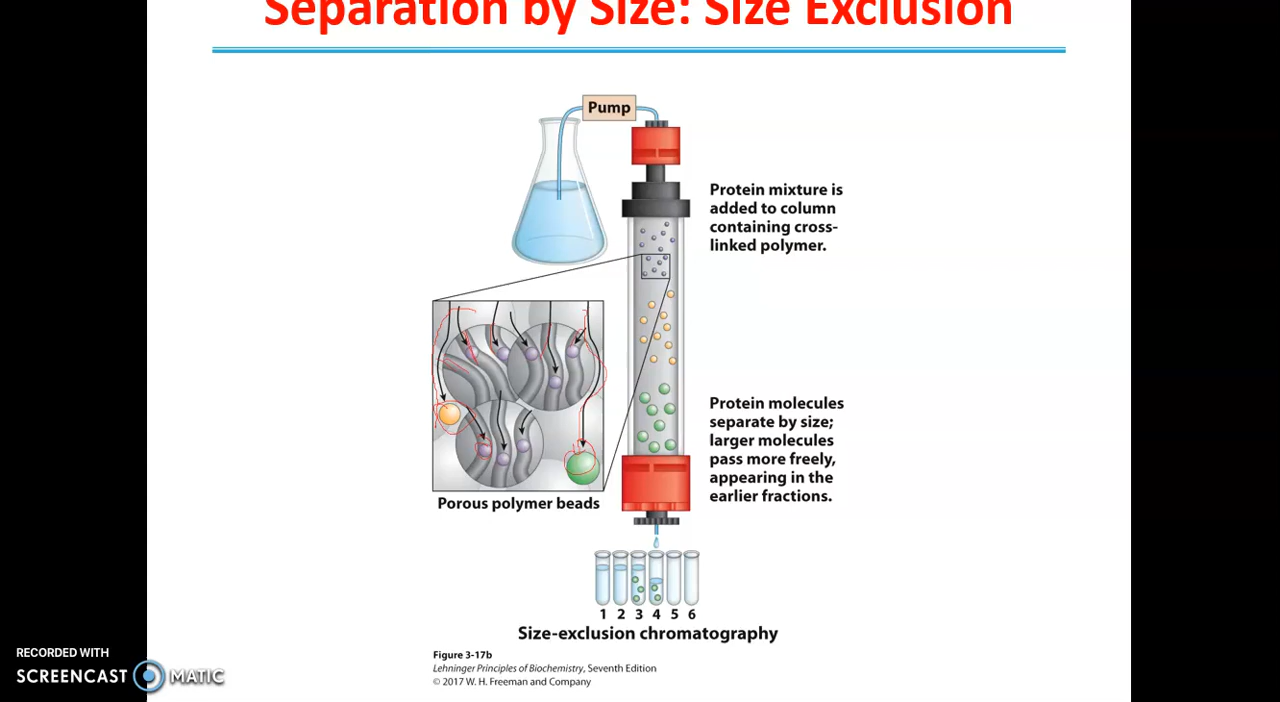 Separation by Size: Size Exclusion
Pump
Protein mixture is
added to column
containing cross-
linked polymer.
Protein molecules
separate by size;
larger molecules
pass more freely,
appearing in the
earlier fractions.
Porous polymer beads
1 2 3 4 5 6
Size-exclusion chromatography
Figure 3-17b
Lehninger Principles of Biochemistry, Seventh Edition
© 2017 W. H. Freeman and Company
RECORDED WITH
SCREENCAST MATIC